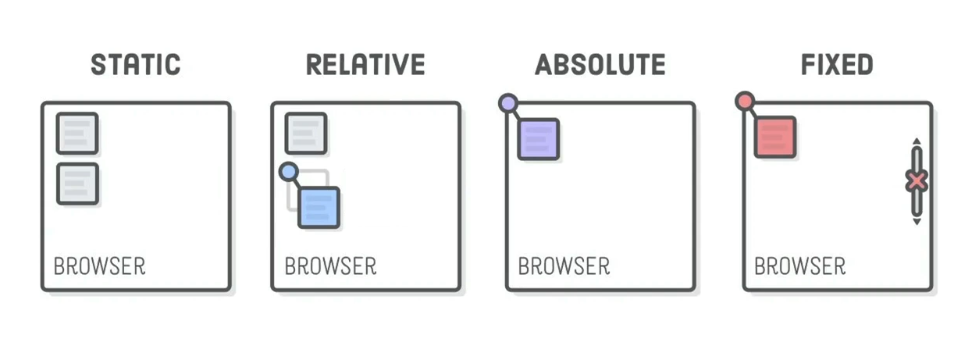 STATIC
RELATIVE
ABSOLUTE
FIXED
BROWSER
BROWSER
BROWSER
BROWSER